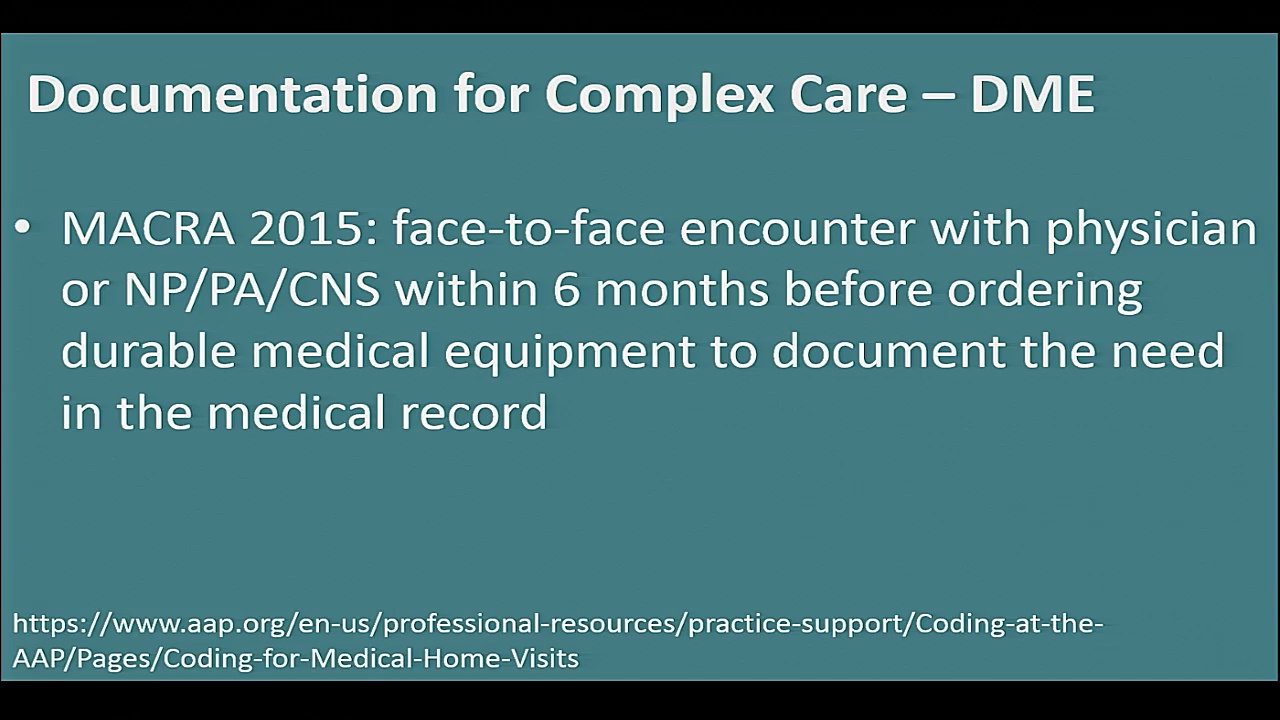 Documentation for Complex Care – DME
• MACRA 2015: face-to-face encounter with physician
or NP/PA/CNS within 6 months before ordering
durable medical equipment to document the need
in the medical record
https://www.aap.org/en-us/professional-resources/practice-support/Coding-at-the-
AAP/Pages/Coding-for-Medical-Home-Visits